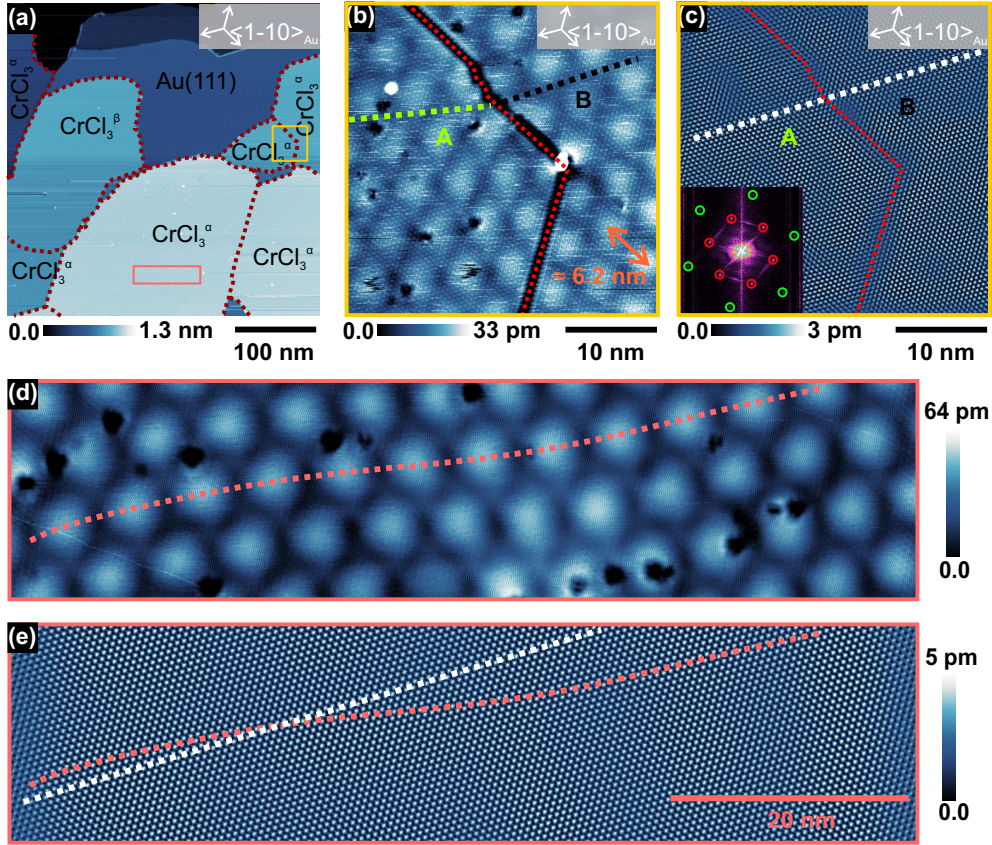 (a)
<1-10>Au
Au(111)
CrCl₃α
CrCl₃α
CrCl₃β
CrCl₃α
CrCl₃α
CrCl₃α
CrCl₃α
0.0 1.3 nm
100 nm
(b)
<1-10>Au
A
B
≈ 6.2 nm
0.0 33 pm
10 nm
(c)
<1-10>Au
A
B
0.0 3 pm
10 nm
(d)
64 pm
0.0
(e)
20 nm
5 pm
0.0